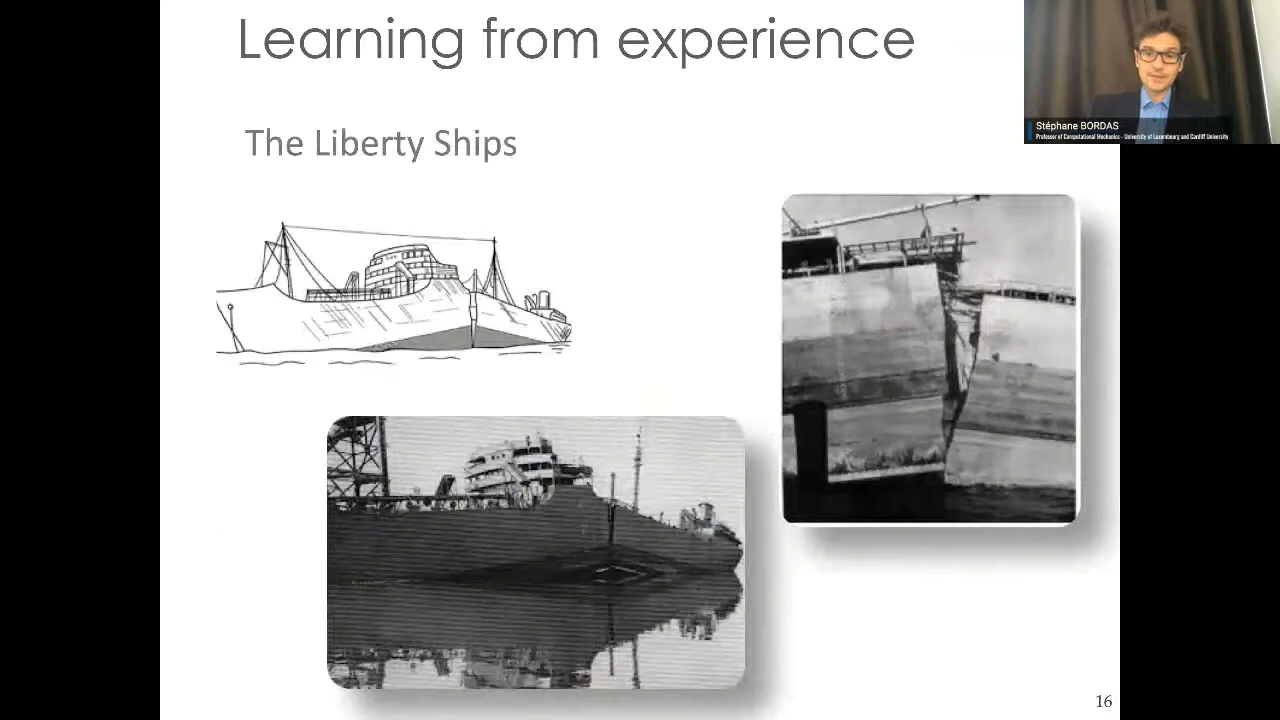 Learning from experience
Stéphane BORDAS
Professor of Computational Mechanics - University of Luxembourg and Cardiff University
The Liberty Ships
16